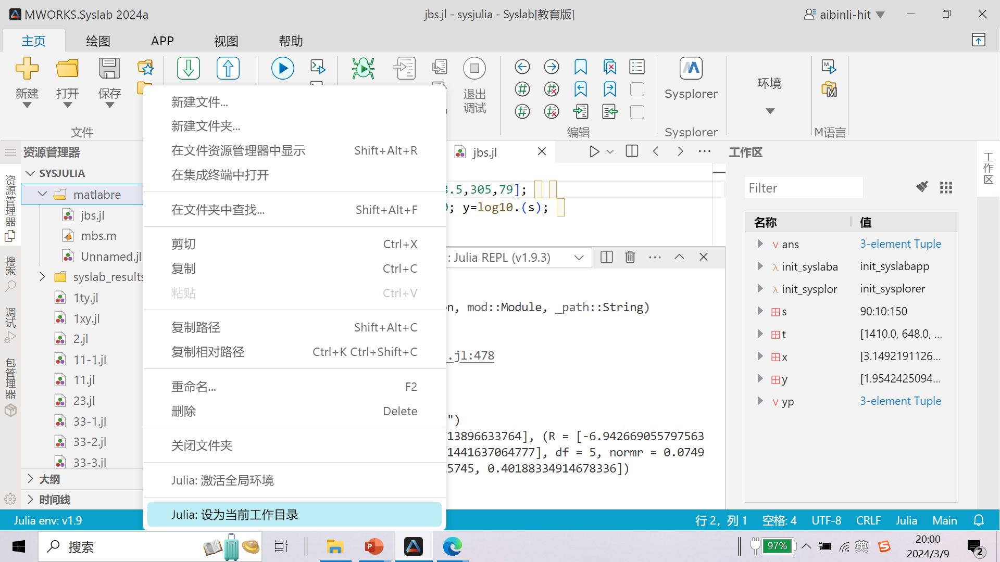 MWORKS.Syslab 2024a
jbs.jl - sysjulia - Syslab[教育版]
aibinli-hit
主页
绘图
APP
视图
帮助
新建
打开
保存
文件
退出
调试
编辑
Sysplorer
Sysplorer
环境
M语言
资源管理器
SYSJULIA
matlabre
jbs.jl
mbs.m
Unnamed.jl
syslab_results
1ty.jl
1xy.jl
2.jl
11-1.jl
11.jl
23.jl
33-1.jl
33-2.jl
33-3.jl
大纲
时间线
资源管理器
搜索
调试
包管理器
新建文件...
新建文件夹...
在文件资源管理器中显示 Shift+Alt+R
在集成终端中打开
在文件夹中查找... Shift+Alt+F
剪切 Ctrl+X
复制 Ctrl+C
粘贴 Ctrl+V
复制路径 Shift+Alt+C
复制相对路径 Ctrl+K Ctrl+Shift+C
重命名... F2
删除 Delete
关闭文件夹
Julia: 激活全局环境
Julia: 设为当前工作目录
jbs.jl
.5,305,79];
; y=log10.(s);
: Julia REPL (v1.9.3)
n, mod::Module, _path::String)
.jl:478
")
13896633764], (R = [-6.942669055797563
1441637064777], df = 5, normr = 0.0749
5745, 0.40188334914678336])
工作区
工作区
Filter
名称 值
ans 3-element Tuple
init_syslaba init_syslabapp
init_sysplor init_sysplorer
s 90:10:150
t [1410.0, 648.0, ...
x [3.1492191126...
y [1.9542425094...
yp 3-element Tuple
Julia env: v1.9
行 2，列 1
空格: 4
UTF-8
CRLF
Julia
Main
搜索
97%
英
20:00
2024/3/9
2